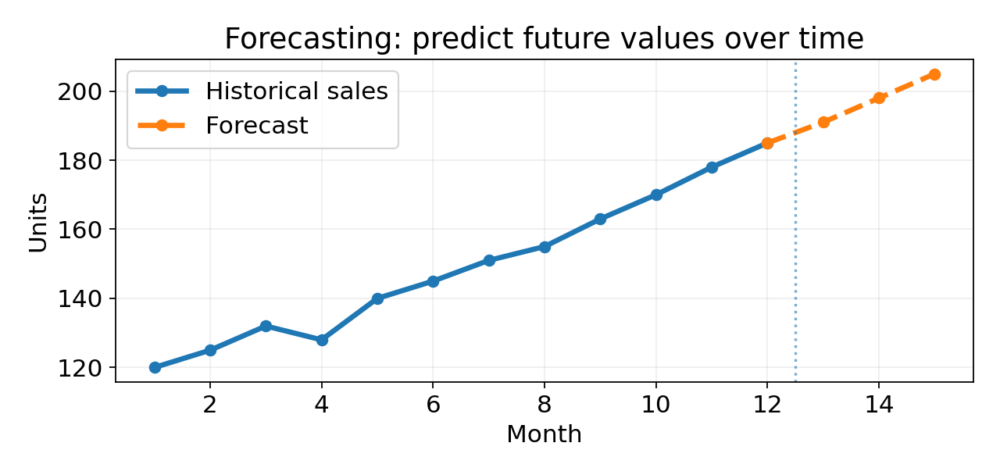 Forecasting: predict future values over time
Historical sales
Forecast
200
180
160
140
120
Units
2 4 6 8 10 12 14
Month